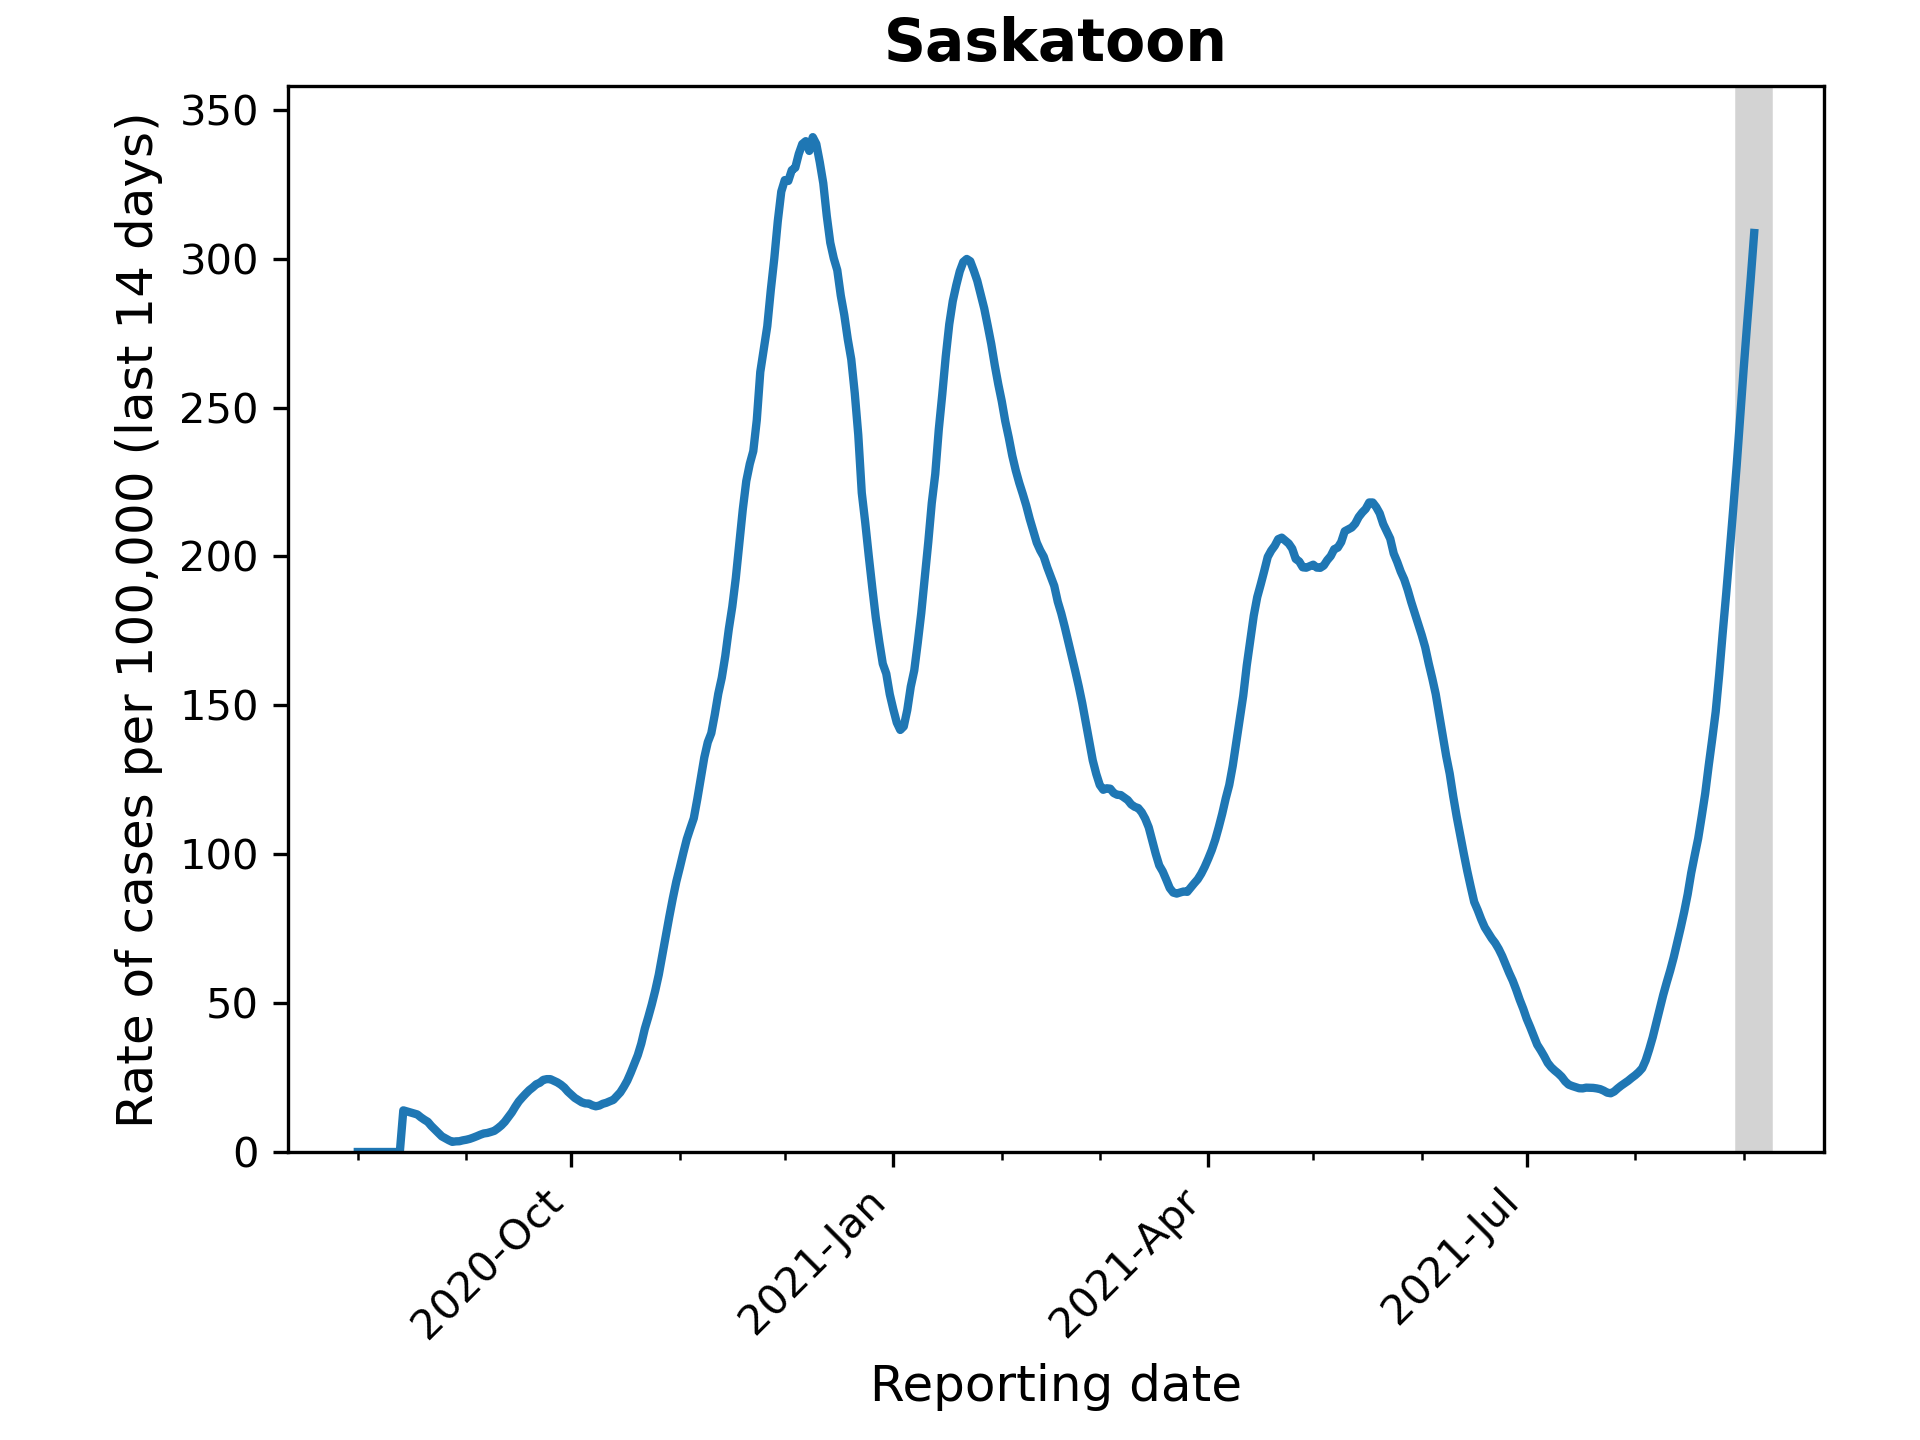 Saskatoon
Rate of cases per 100,000 (last 14 days)
350
300
250
200
150
100
50
0
2020-Oct
2021-Jan
2021-Apr
2021-Jul
Reporting date